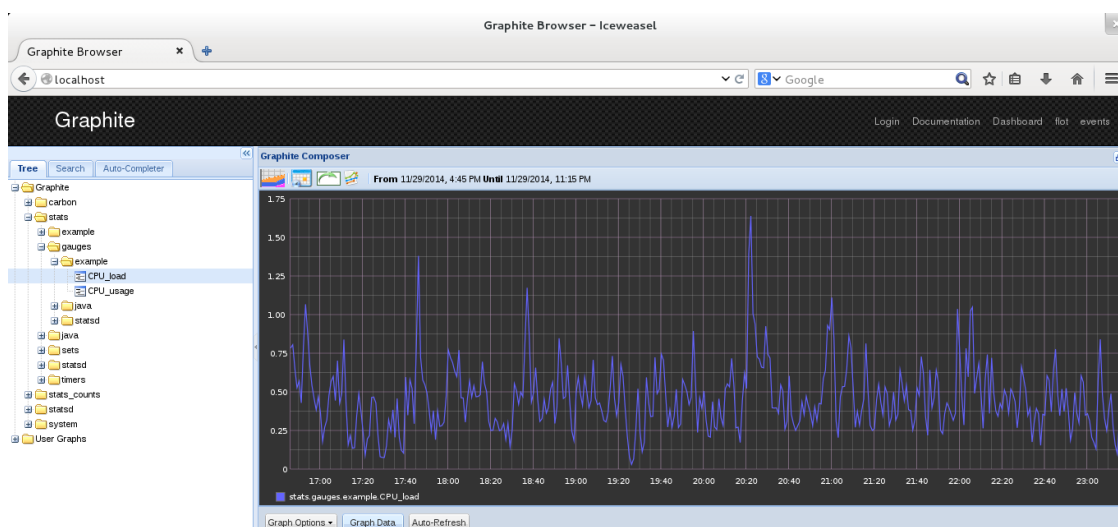 Graphite Browser – Iceweasel
Graphite Browser
localhost
Google
Graphite
Login Documentation Dashboard flot events
Tree Search Auto-Completer
Graphite
carbon
stats
example
gauges
example
CPU_load
CPU_usage
java
statsd
java
sets
statsd
timers
stats_counts
statsd
system
User Graphs
Graphite Composer
From 11/29/2014, 4:45 PM Until 11/29/2014, 11:15 PM
1.75
1.50
1.25
1.00
0.75
0.50
0.25
0
17:00 17:20 17:40 18:00 18:20 18:40 19:00 19:20 19:40 20:00 20:20 20:40 21:00 21:20 21:40 22:00 22:20 22:40 23:00
stats.gauges.example.CPU_load
Graph Options Graph Data Auto-Refresh